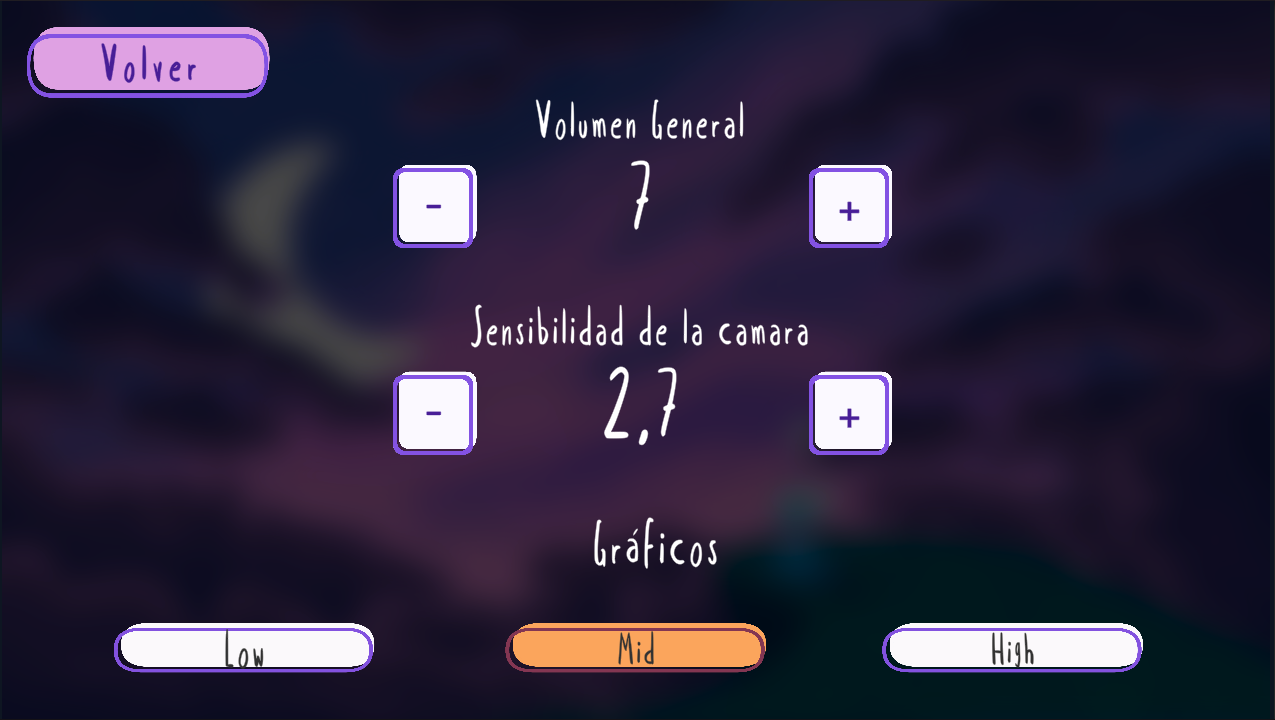 Volver
Volumen General
- 7 +
Sensibilidad de la camara
- 2,7 +
Gráficos
Low Mid High